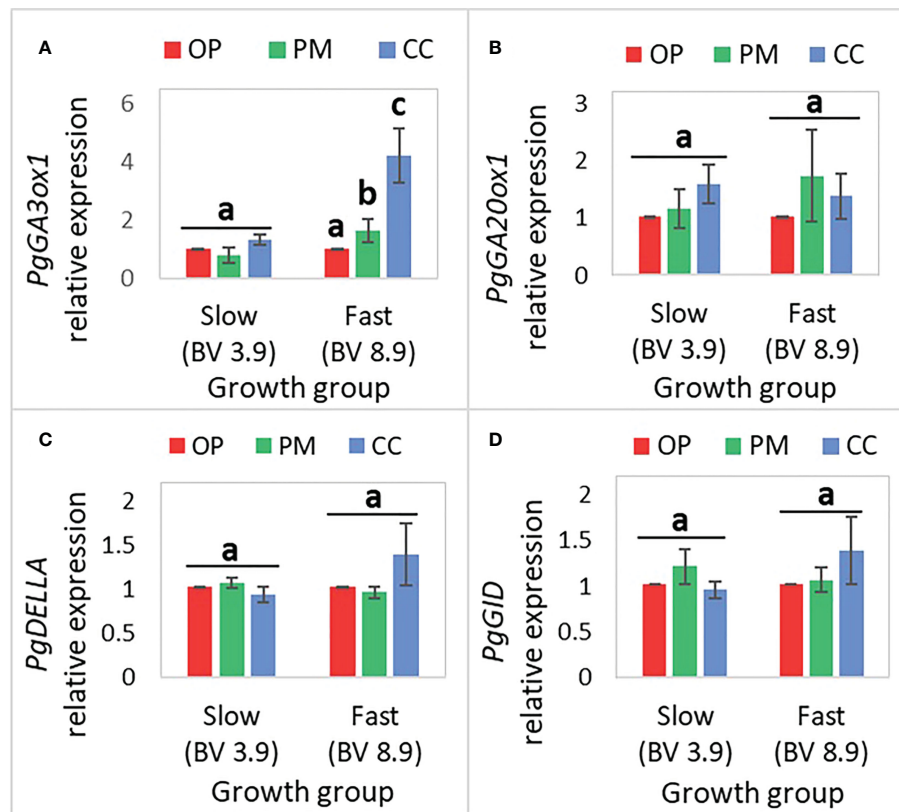 A
OP PM CC
PgGA3ox1
relative expression
6
4
2
0
a
a
b
c
Slow
(BV 3.9)
Fast
(BV 8.9)
Growth group
B
OP PM CC
PgGA20ox1
relative expression
3
2
1
0
a
a
Slow
(BV 3.9)
Fast
(BV 8.9)
Growth group
C
OP PM CC
PgDELLA
relative expression
2
1.5
1
0.5
0
a
a
Slow
(BV 3.9)
Fast
(BV 8.9)
Growth group
D
OP PM CC
PgGID
relative expression
2
1.5
1
0.5
0
a
a
Slow
(BV 3.9)
Fast
(BV 8.9)
Growth group